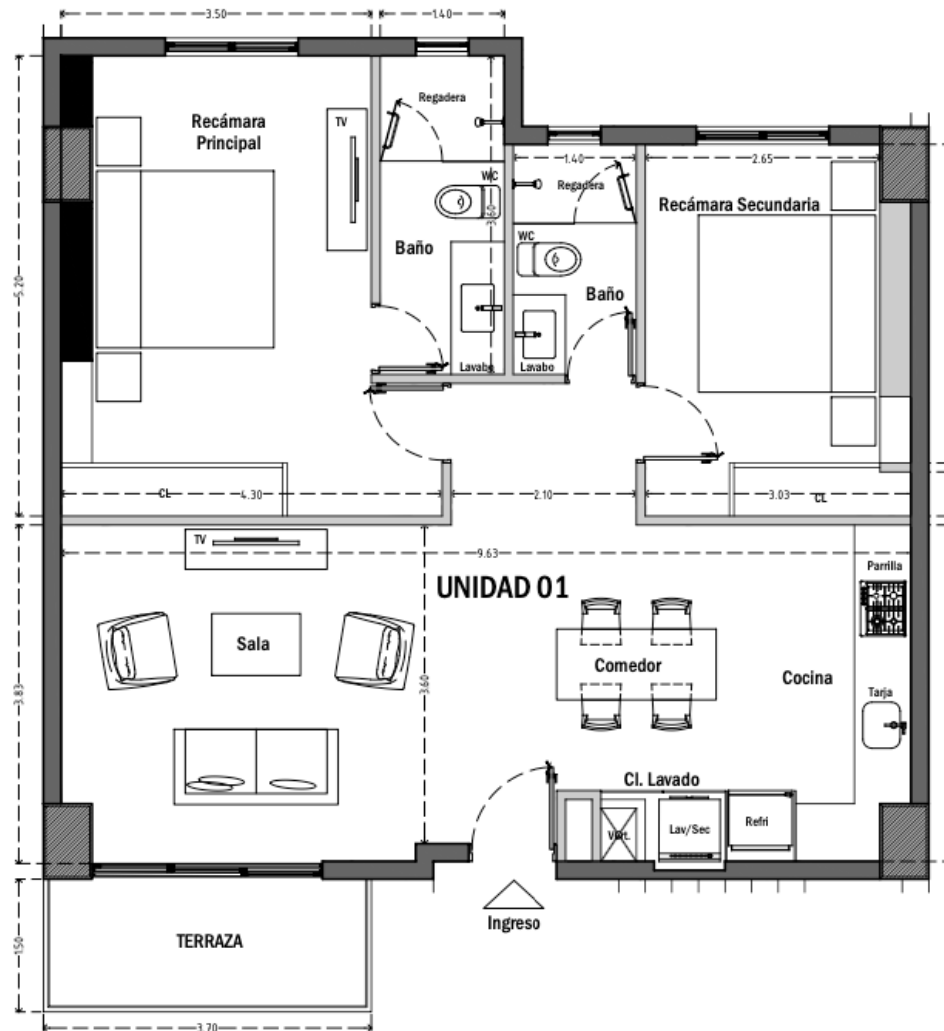 3.50
1.40
Regadera
Recámara
Principal
TV
1.40
2.65
WC
Regadera
Recámara Secundaria
3.60
WC
Baño
Baño
5.20
Lavabo
Lavabo
CL
4.30
2.10
3.03
CL
TV
9.63
UNIDAD 01
Parrilla
Sala
Comedor
Cocina
3.83
3.60
Tarja
Cl. Lavado
Lav/Sec
Refri
Ingreso
TERRAZA
1.50
3.70